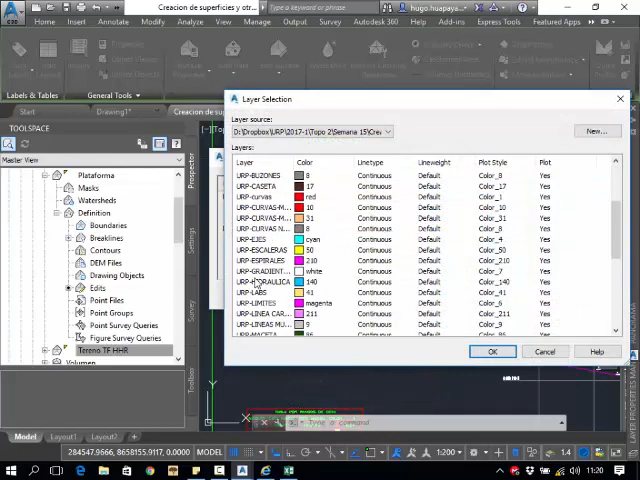 Creacion de superficies y otr...
Type a keyword or phrase
hugo.huapaya...
Home Insert Annotate Modify Analyze View Manage Output Autodesk 360 Help Add-ins Express Tools Featured Apps
Labels & Tables
General Tools
Start
Drawing1*
Creacion de su
TOOLSPACE
Master View
Plataforma
Masks
Watersheds
Definition
Boundaries
Breaklines
Contours
DEM Files
Drawing Objects
Edits
Point Files
Point Groups
Point Survey Queries
Figure Survey Queries
Tereno TF HHR
Volumen
Prospector
Settings
Survey
Toolbox
Layer Selection
Layer source:
D:\Dropbox\URP\2017-1\Topo 2\Semana 15\Crea
New...
Layers:
Layer Color Linetype Lineweight Plot Style Plot
URP-BUZONES 8 Continuous Default Color_8 Yes
URP-CASETA 17 Continuous Default Color_17 Yes
URP-curvas red Continuous Default Color_1 Yes
URP-CURVAS-M... 10 Continuous Default Color_10 Yes
URP-CURVAS-M... 31 Continuous Default Color_31 Yes
URP-CURVAS N... 8 Continuous Default Color_8 Yes
URP-EJES cyan Continuous Default Color_4 Yes
URP-ESCALERAS 50 Continuous Default Color_50 Yes
URP-ESPIRALES 210 Continuous Default Color_210 Yes
URP-GRADIENT... white Continuous Default Color_7 Yes
URP-HIDRAULICA 140 Continuous Default Color_140 Yes
URP-LABS 41 Continuous Default Color_41 Yes
URP-LIMITES magenta Continuous Default Color_6 Yes
URP-LINEA CAR... 211 Continuous Default Color_211 Yes
URP-LINEAS MU... 9 Continuous Default Color_9 Yes
URP-MACETA 86 Continuous Default Color_86 Yes
OK
Cancel
Help
PANORAMA
Type a command
Model Layout1 Layout2
284547.9666, 8658155.9117, 0.0000
MODEL
1:200
1.4
11:20